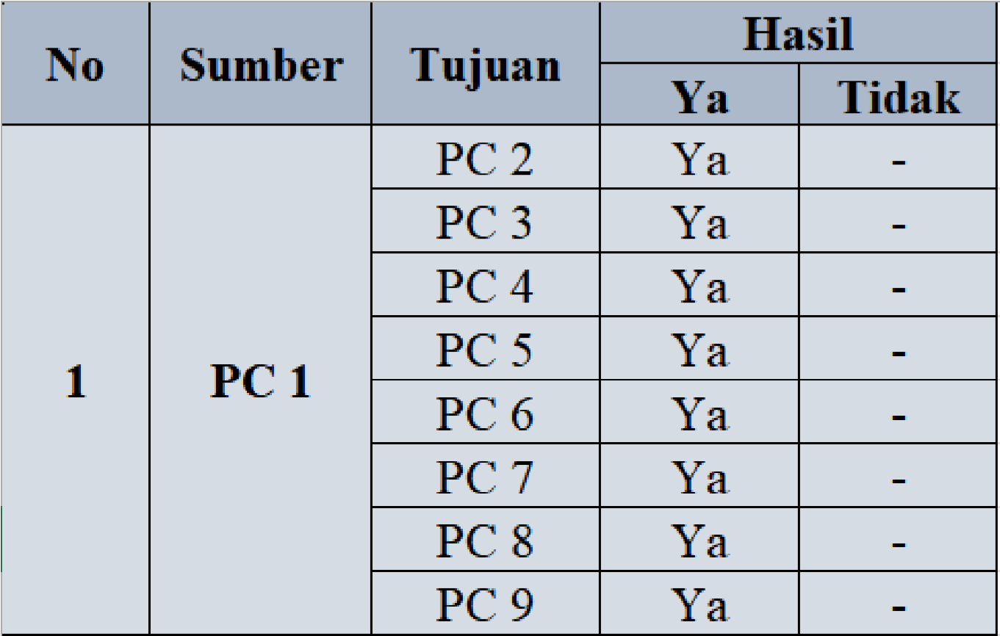 No Sumber Tujuan Hasil
Ya Tidak
PC 2 Ya -
PC 3 Ya -
PC 4 Ya -
PC 5 Ya -
1 PC 1 PC 6 Ya -
PC 7 Ya -
PC 8 Ya -
PC 9 Ya -